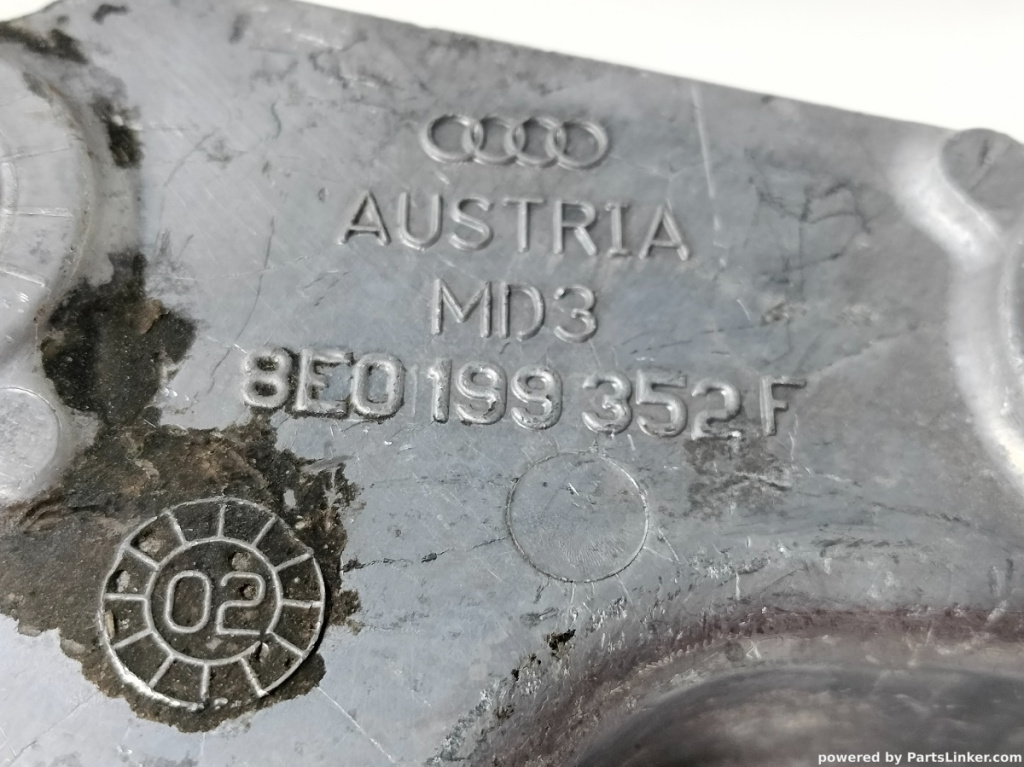 AUSTRIA
MD3
8E0 199 352 F
02
powered by PartsLinker.com